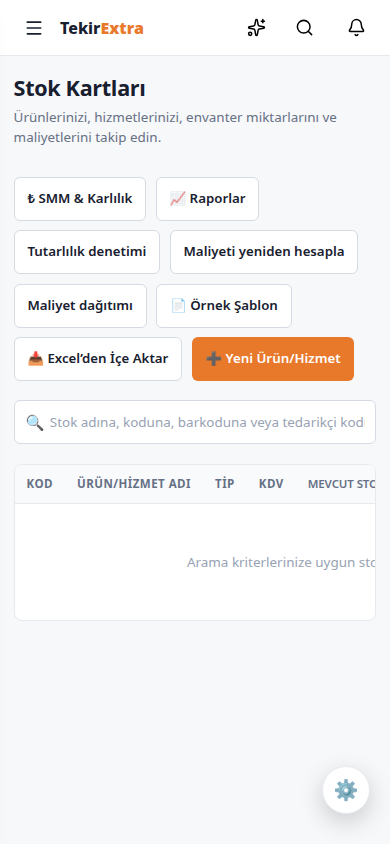 TekirExtra
Stok Kartları
Ürünlerinizi, hizmetlerinizi, envanter miktarlarını ve
maliyetlerini takip edin.
₺ SMM & Karlılık
📈 Raporlar
Tutarlılık denetimi
Maliyeti yeniden hesapla
Maliyet dağıtımı
📄 Örnek Şablon
📥 Excel’den İçe Aktar
➕ Yeni Ürün/Hizmet
🔍 Stok adına, koduna, barkoduna veya tedarikçi kod
KOD ÜRÜN/HİZMET ADI TİP KDV MEVCUT STO
Arama kriterlerinize uygun sto